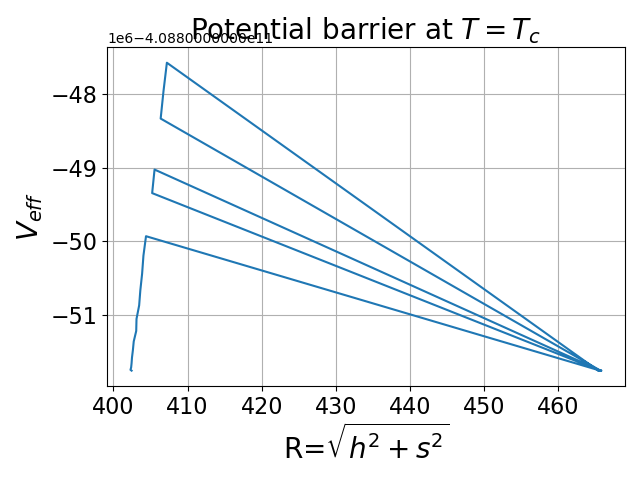 Potential barrier at $T = T_c$
1e6−4.0880000000e11
−48
−49
−50
−51
$V_{eff}$
400 410 420 430 440 450 460
R=$\sqrt{h^2 + s^2}$